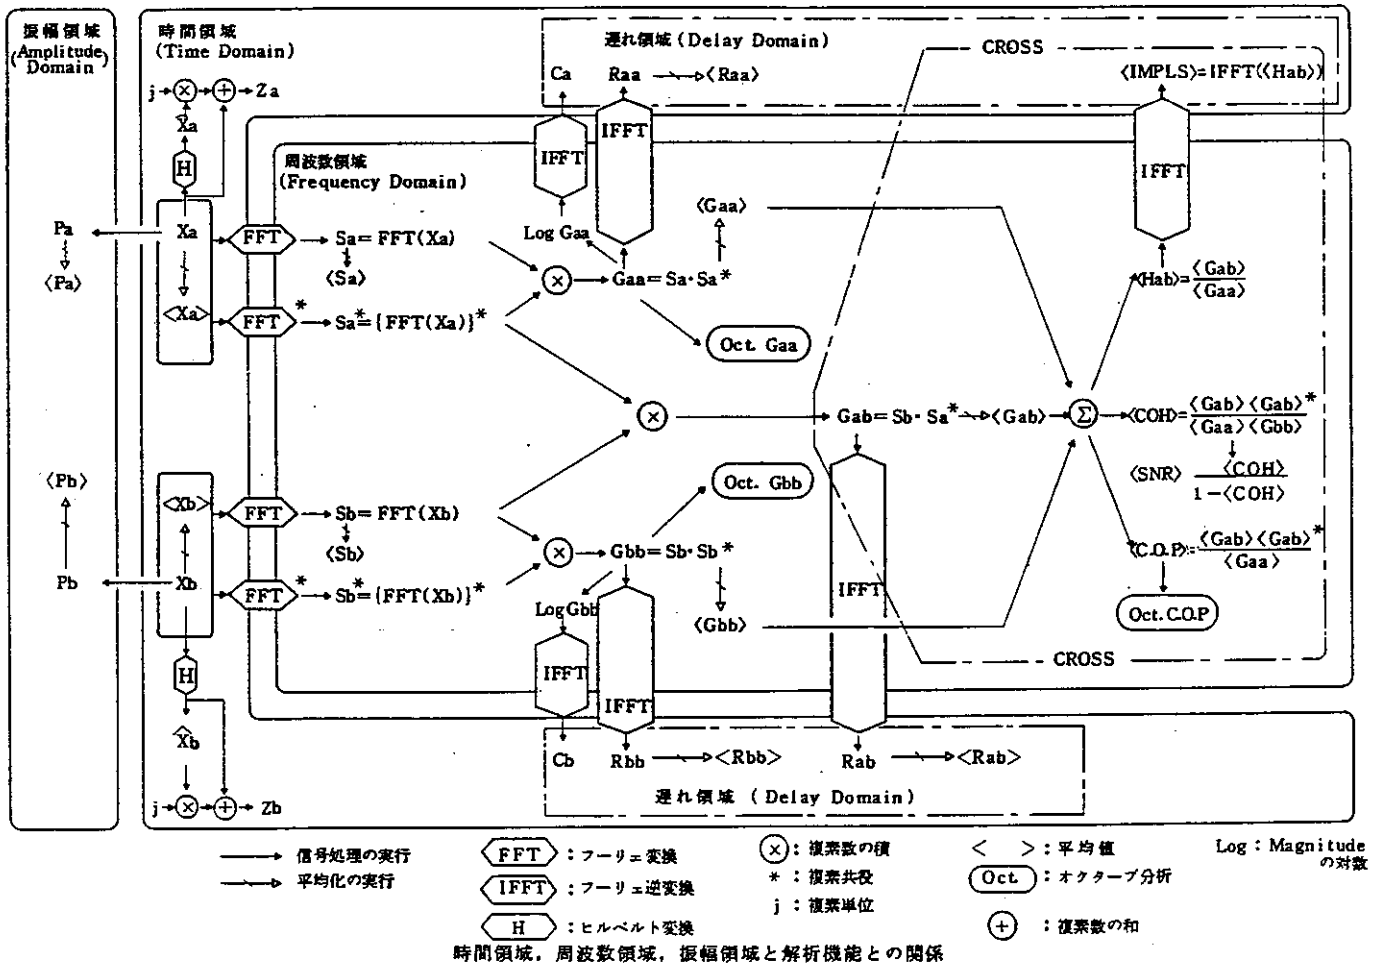 振幅領域
(Amplitude
Domain)
Pa
〈Pa〉
〈Pb〉
Pb
時間領域
(Time Domain)
j
×
+
Za
X̂a
H
Xa
〈Xa〉
〈Xb〉
Xb
H
X̂b
j
×
+
Zb
周波数領域
(Frequency Domain)
FFT
Sa=FFT(Xa)
〈Sa〉
FFT *
Sa*={FFT(Xa)}*
FFT
Sb=FFT(Xb)
〈Sb〉
FFT *
Sb*={FFT(Xb)}*
遅れ領域(Delay Domain)
Ca
Raa
〈Raa〉
IFFT
IFFT
Log Gaa
×
Gaa=Sa・Sa*
〈Gaa〉
Oct. Gaa
×
Gab=Sb・Sa*
〈Gab〉
Σ
Oct. Gbb
×
Gbb=Sb・Sb*
〈Gbb〉
Log Gbb
IFFT
IFFT
IFFT
Cb
Rbb
〈Rbb〉
Rab
〈Rab〉
遅れ領域 (Delay Domain)
CROSS
〈IMPLS〉=IFFT(〈Hab〉)
IFFT
〈Hab〉=〈Gab〉/〈Gaa〉
〈COH〉=〈Gab〉〈Gab〉*/〈Gaa〉〈Gbb〉
〈SNR〉 〈COH〉/1-〈COH〉
〈C.O.P〉=〈Gab〉〈Gab〉*/〈Gaa〉
Oct. C.O.P
CROSS
信号処理の実行
平均化の実行
FFT :フーリェ変換
IFFT :フーリェ逆変換
H :ヒルベルト変換
×:複素数の積
* :複素共役
j :複素単位
〈 〉:平均値
Oct. :オクターブ分析
+ :複素数の和
Log:Magnitude
の対数
時間領域,周波数領域,振幅領域と解析機能との関係